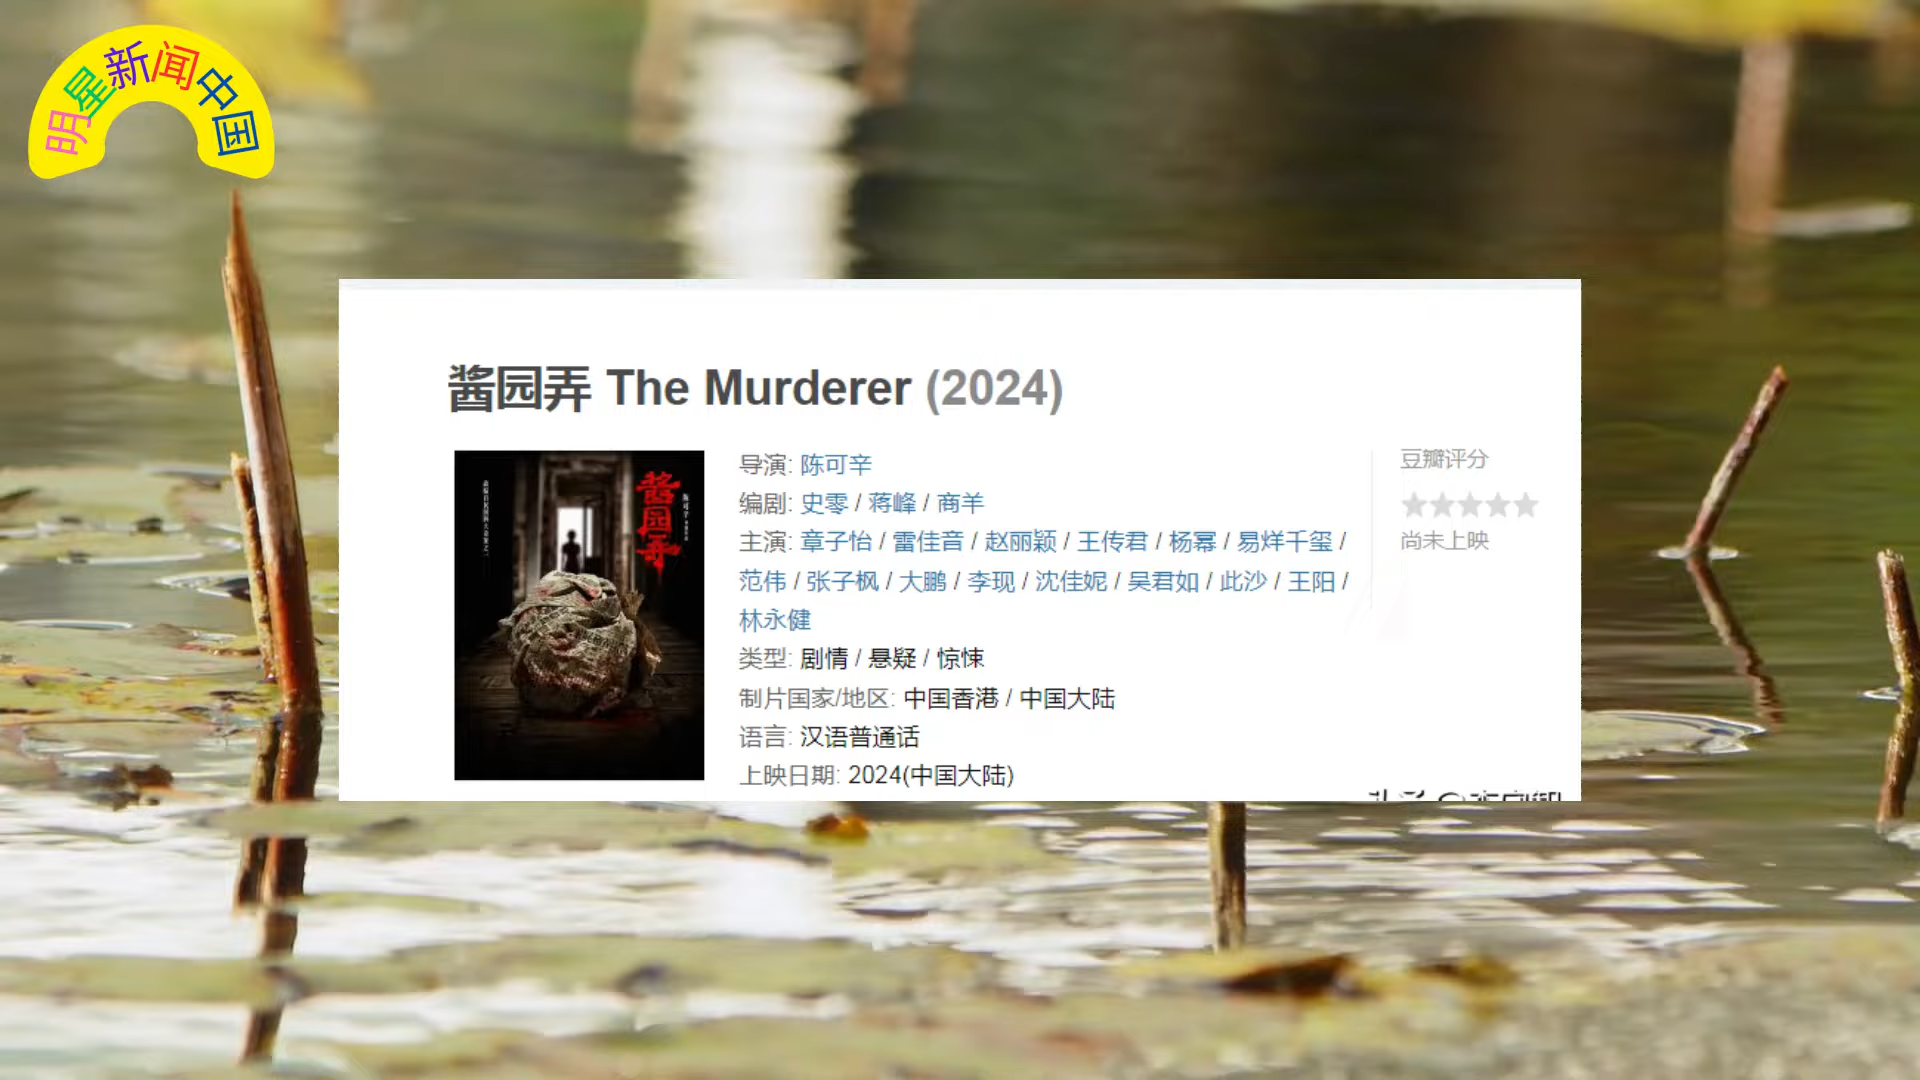 明星新闻中国
酱园弄 The Murderer (2024)
酱园弄
导演: 陈可辛
编剧: 史零 / 蒋峰 / 商羊
主演: 章子怡 / 雷佳音 / 赵丽颖 / 王传君 / 杨幂 / 易烊千玺 /
范伟 / 张子枫 / 大鹏 / 李现 / 沈佳妮 / 吴君如 / 此沙 / 王阳 /
林永健
类型: 剧情 / 悬疑 / 惊悚
制片国家/地区: 中国香港 / 中国大陆
语言: 汉语普通话
上映日期: 2024(中国大陆)
豆瓣评分
尚未上映